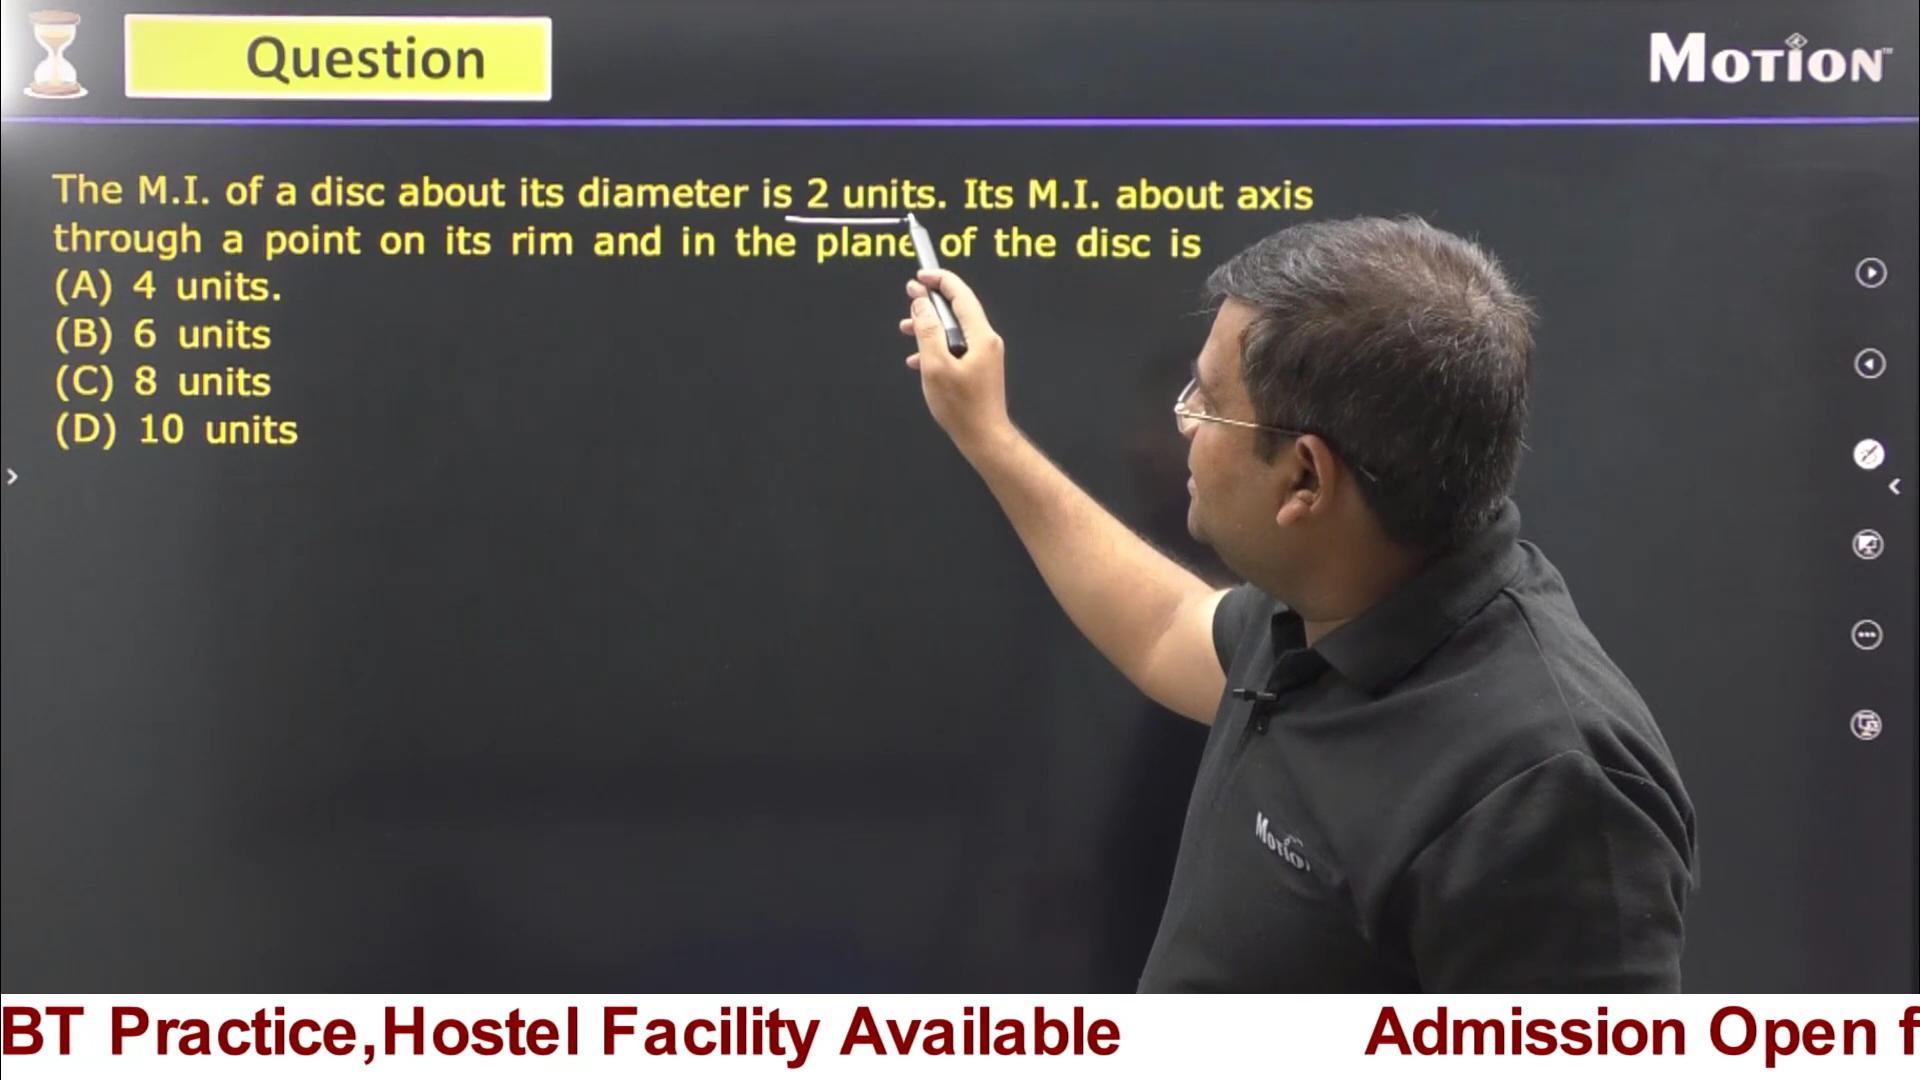 Question
MOTION
The M.I. of a disc about its diameter is 2 units. Its M.I. about axis
through a point on its rim and in the plane of the disc is
(A) 4 units.
(B) 6 units
(C) 8 units
(D) 10 units
MOTION
BT Practice,Hostel Facility Available Admission Open f